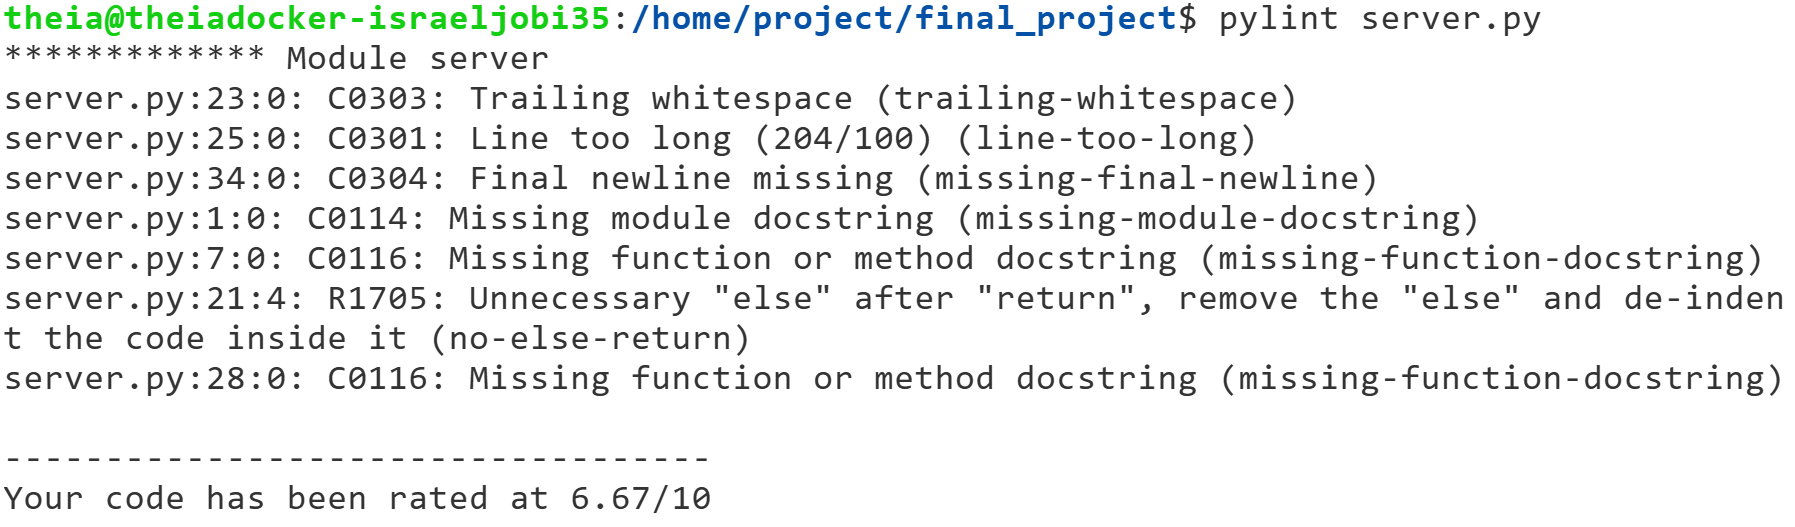 theia@theiadocker-israeljobi35:/home/project/final_project$ pylint server.py
************* Module server
server.py:23:0: C0303: Trailing whitespace (trailing-whitespace)
server.py:25:0: C0301: Line too long (204/100) (line-too-long)
server.py:34:0: C0304: Final newline missing (missing-final-newline)
server.py:1:0: C0114: Missing module docstring (missing-module-docstring)
server.py:7:0: C0116: Missing function or method docstring (missing-function-docstring)
server.py:21:4: R1705: Unnecessary "else" after "return", remove the "else" and de-inden
t the code inside it (no-else-return)
server.py:28:0: C0116: Missing function or method docstring (missing-function-docstring)
-----------------------------------
Your code has been rated at 6.67/10